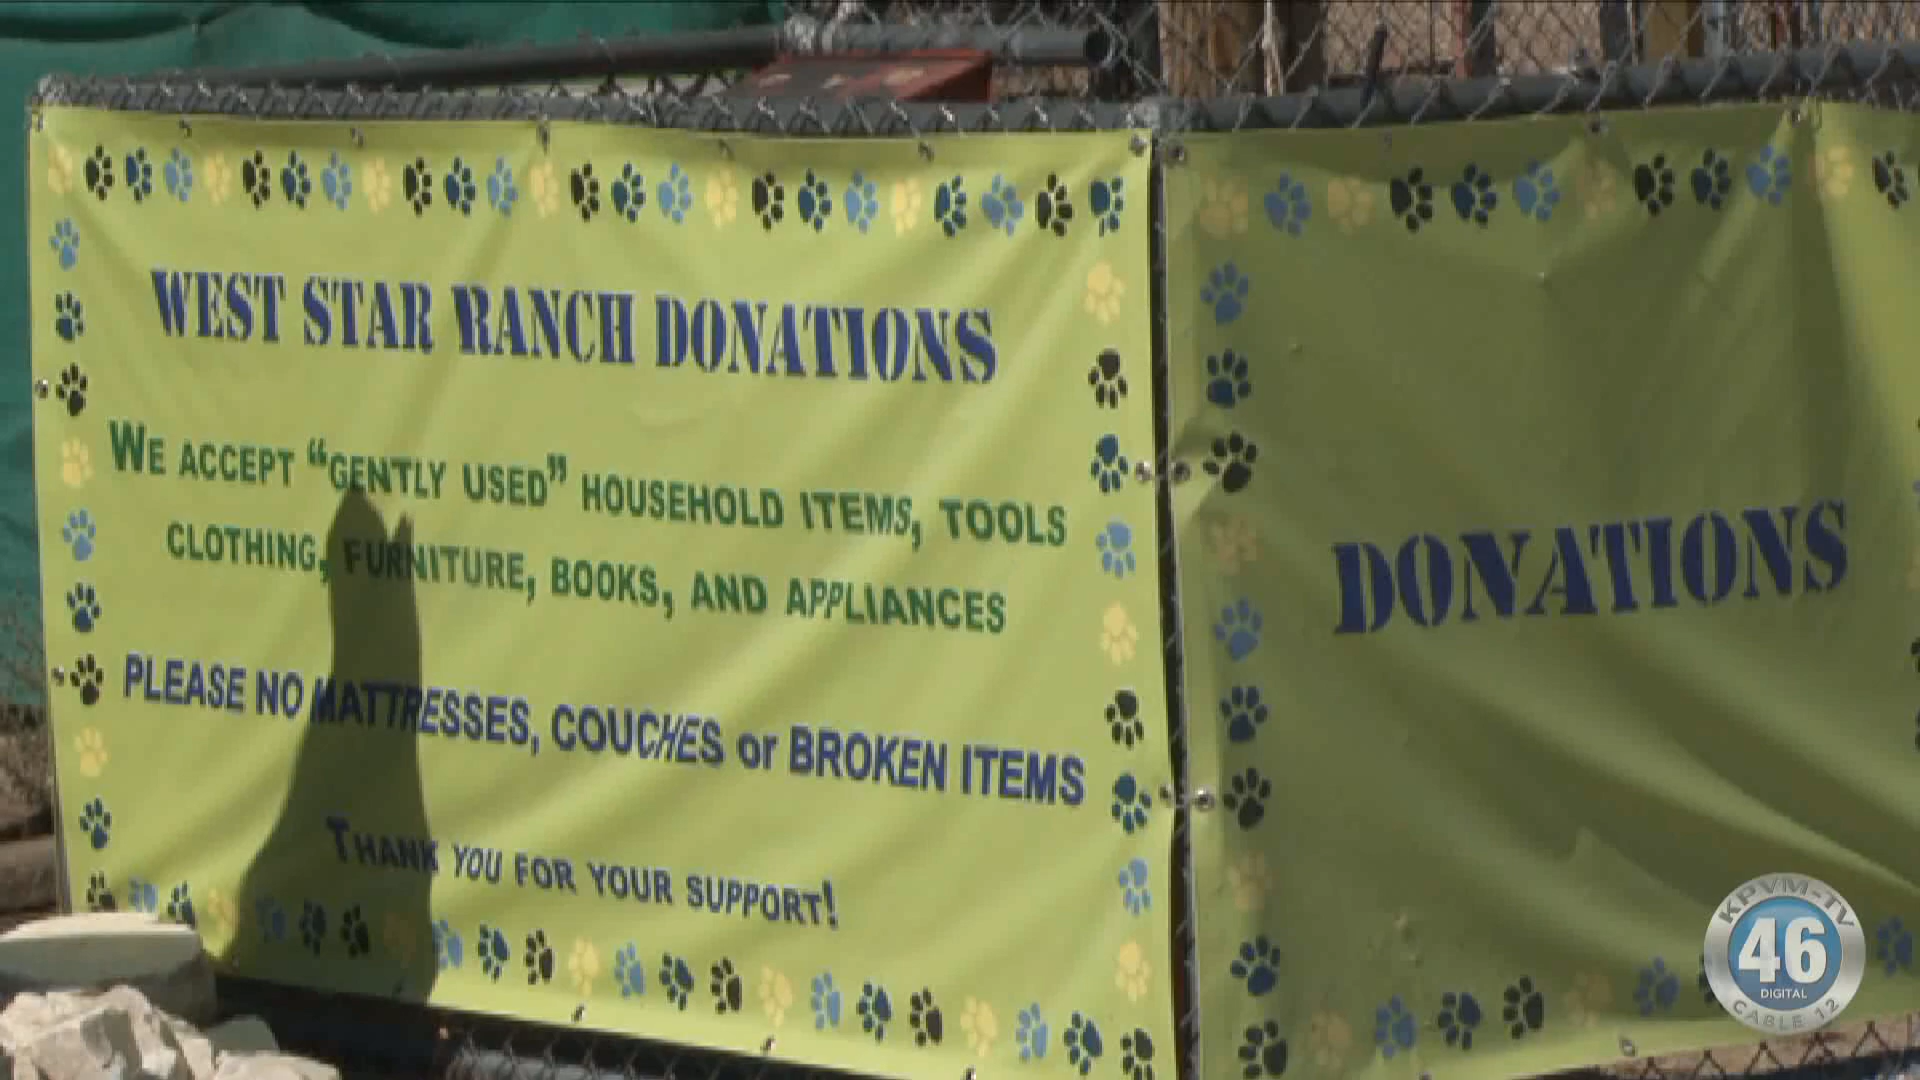 WEST STAR RANCH DONATIONS
WE ACCEPT “GENTLY USED” HOUSEHOLD ITEMS, TOOLS
CLOTHING, FURNITURE, BOOKS, AND APPLIANCES
PLEASE NO MATTRESSES, COUCHES or BROKEN ITEMS
THANK YOU FOR YOUR SUPPORT!
DONATIONS
KPVM-TV
46
DIGITAL
CABLE 12